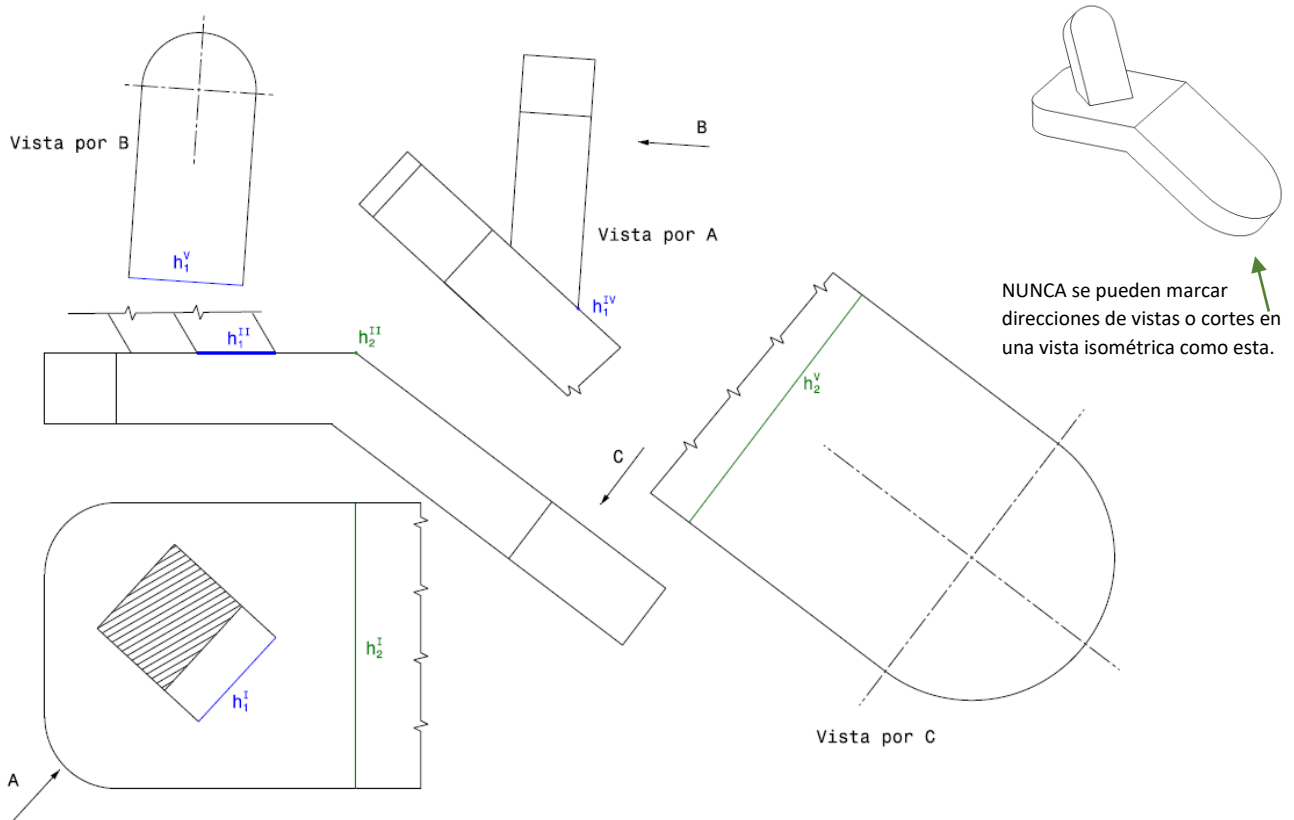 B
Vista por B
Vista por A
h₁ⱽ
h₁ᴵⱽ
NUNCA se pueden marcar
direcciones de vistas o cortes en
una vista isométrica como esta.
h₁ᴵᴵ
h₂ᴵᴵ
h₂ⱽ
C
h₂ᴵ
h₁ᴵ
Vista por C
A